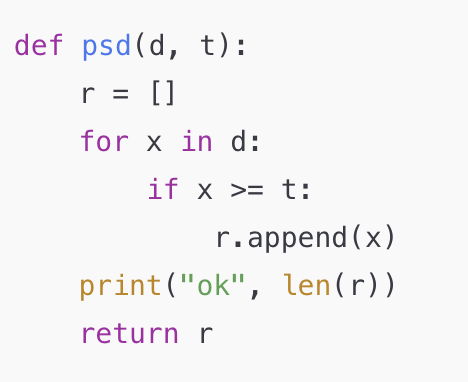 def psd(d, t):
    r = []
    for x in d:
        if x >= t:
            r.append(x)
    print("ok", len(r))
    return r